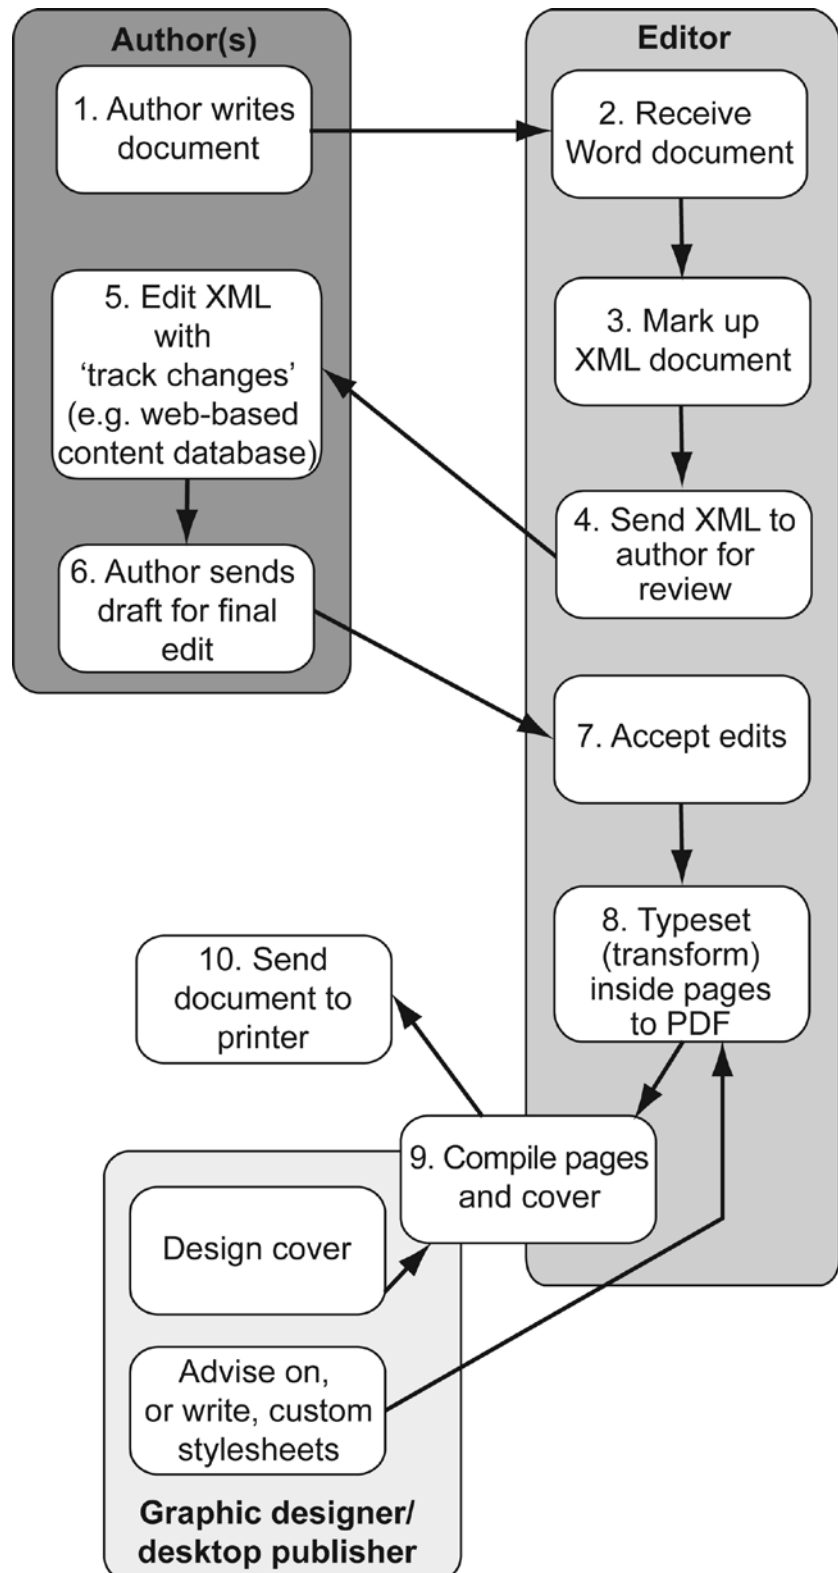 Author(s)
1. Author writes
document
5. Edit XML
with
‘track changes’
(e.g. web-based
content database)
6. Author sends
draft for final
edit
Editor
2. Receive
Word document
3. Mark up
XML document
4. Send XML to
author for
review
7. Accept edits
8. Typeset
(transform)
inside pages
to PDF
9. Compile pages
and cover
10. Send
document to
printer
Design cover
Advise on,
or write, custom
stylesheets
Graphic designer/
desktop publisher